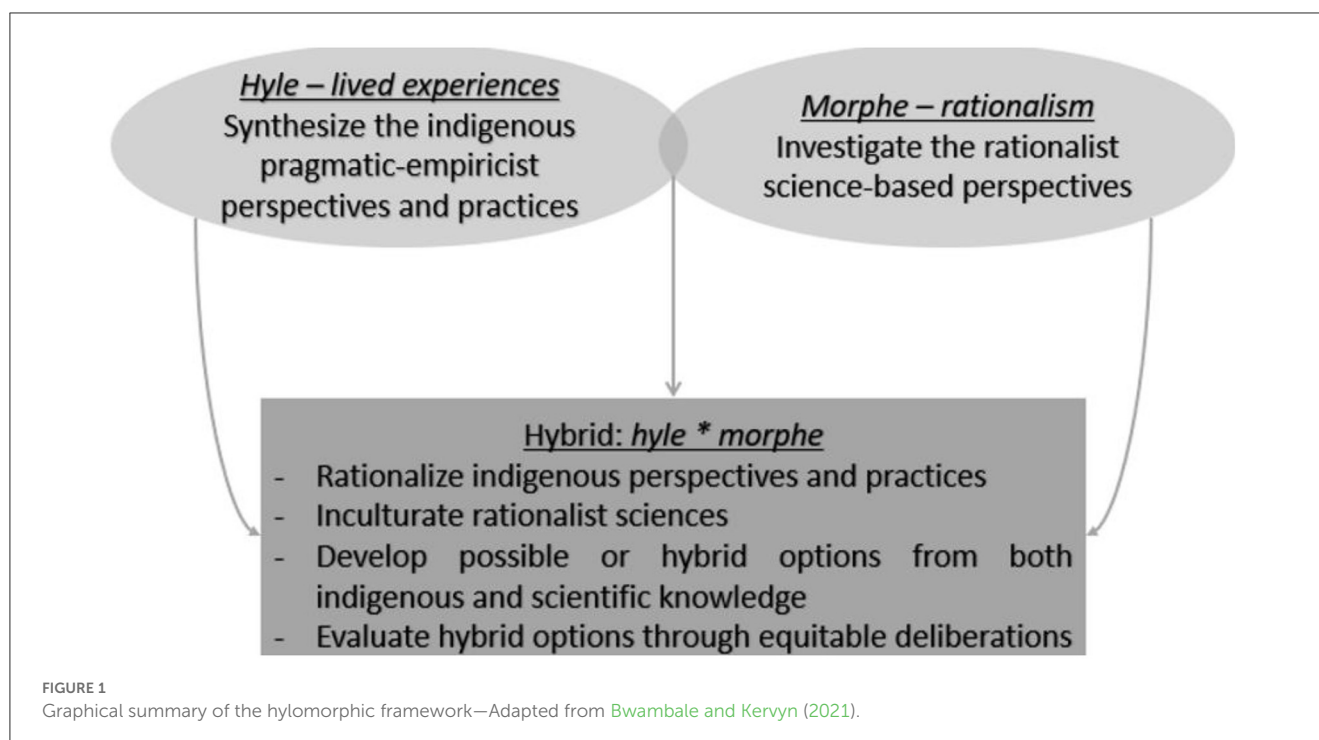 Hyle – lived experiences
Synthesize the indigenous
pragmatic-empiricist
perspectives and practices
Morphe – rationalism
Investigate the rationalist
science-based perspectives
Hybrid: hyle * morphe
- Rationalize indigenous perspectives and practices
- Inculturate rationalist sciences
- Develop possible or hybrid options from both
indigenous and scientific knowledge
- Evaluate hybrid options through equitable deliberations
FIGURE 1
Graphical summary of the hylomorphic framework—Adapted from Bwambale and Kervyn (2021).